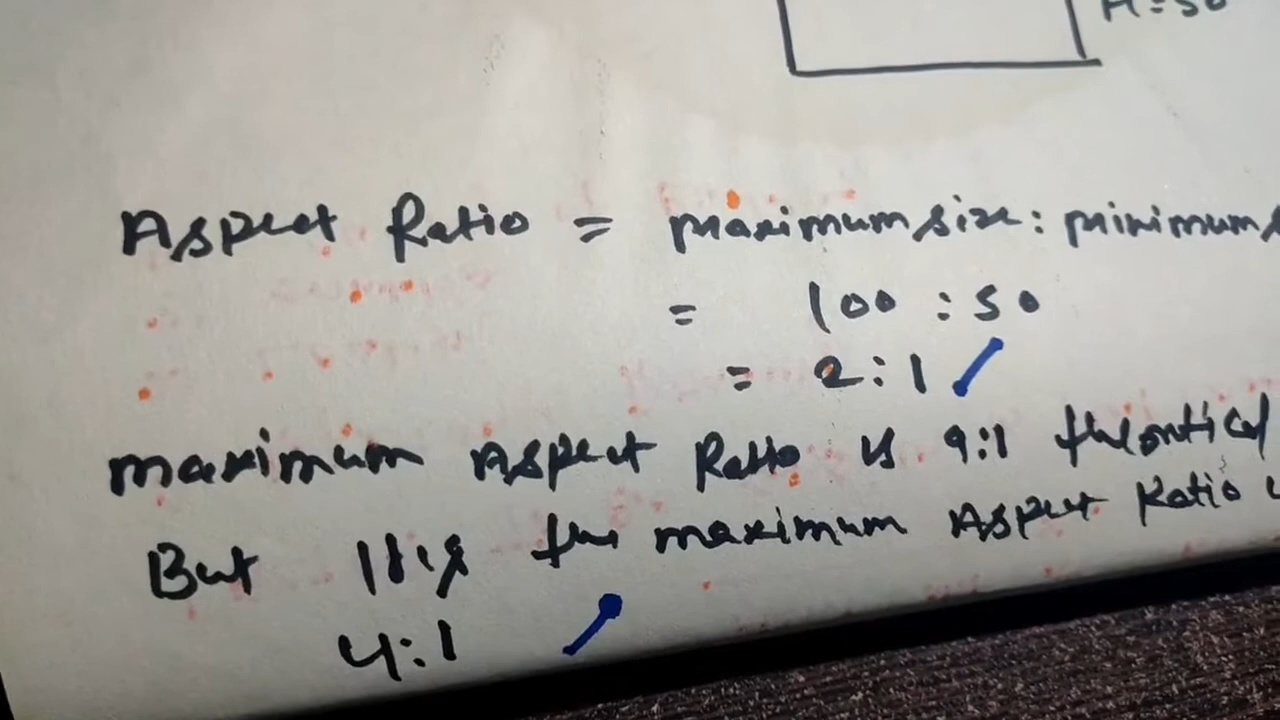 H=50
Aspect Ratio = maximum size: minimum
= 100 : 50
= 2:1
maximum Aspect Ratio is 9:1
But the maximum Aspect Ratio
4:1